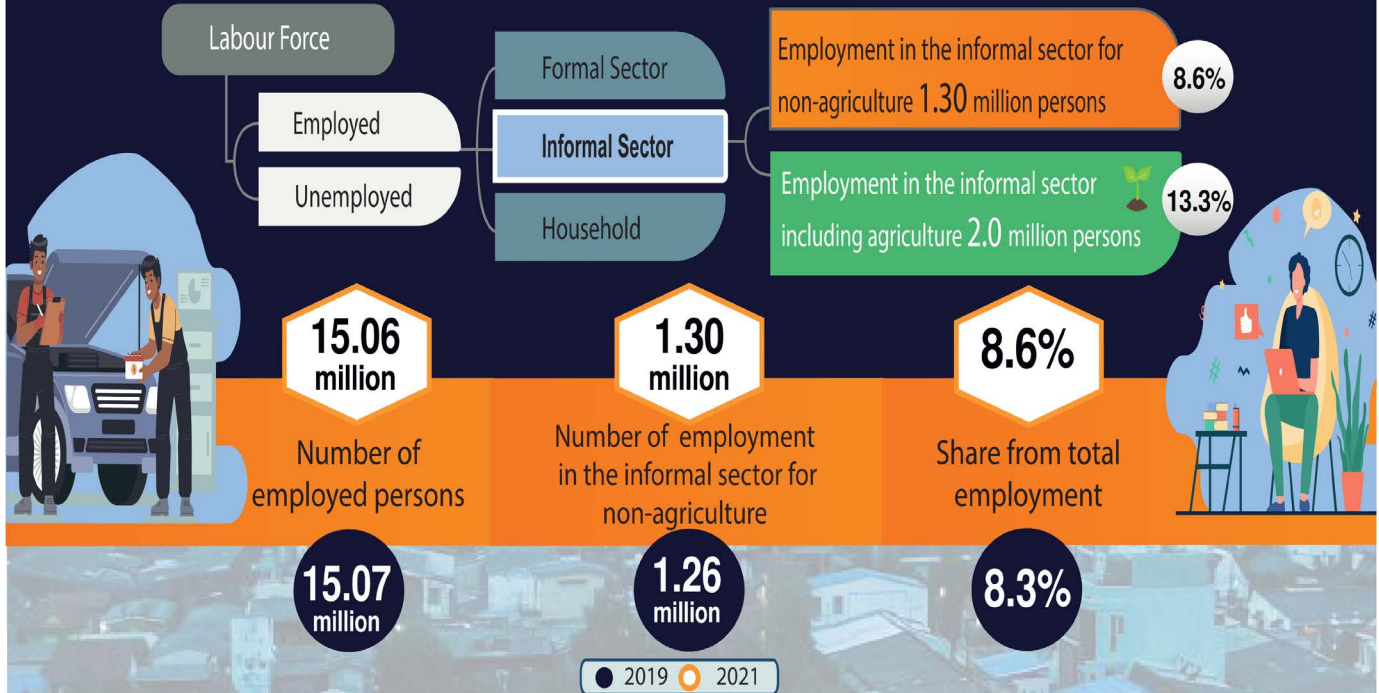 Labour Force
Employed
Unemployed
Formal Sector
Informal Sector
Household
Employment in the informal sector for
non-agriculture 1.30 million persons
8.6%
Employment in the informal sector
including agriculture 2.0 million persons
13.3%
15.06
million
Number of
employed persons
15.07
million
1.30
million
Number of employment
in the informal sector for
non-agriculture
1.26
million
8.6%
Share from total
employment
8.3%
2019
2021